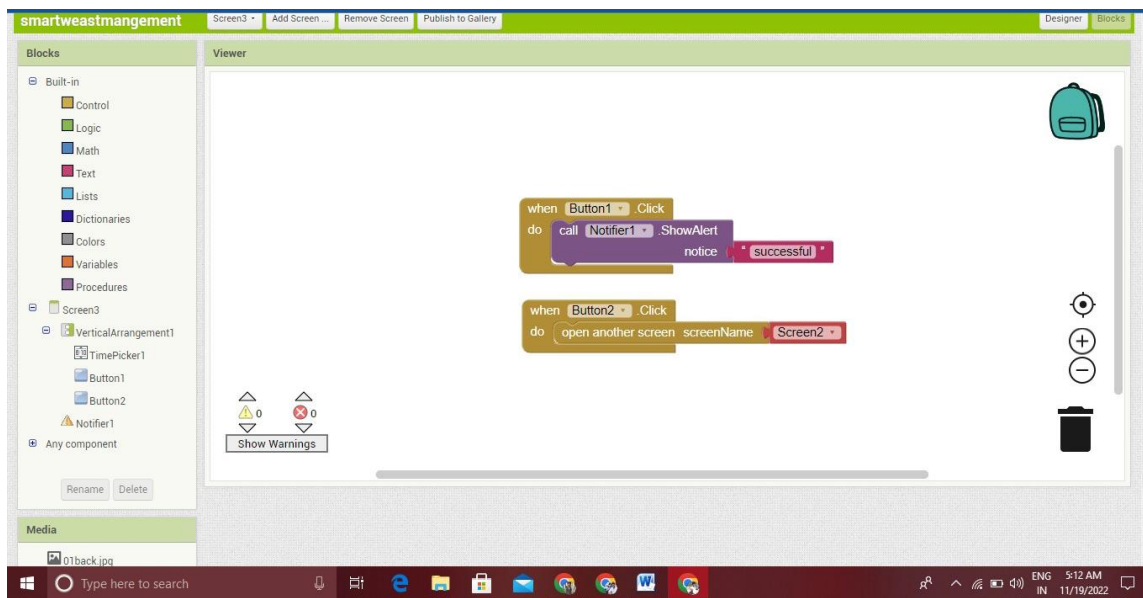 smartweastmangement Screen3 Add Screen ... Remove Screen Publish to Gallery Designer Blocks
Blocks Viewer
Built-in
Control
Logic
Math
Text
Lists
Dictionaries
Colors
Variables
Procedures
Screen3
VerticalArrangement1
TimePicker1
Button1
Button2
Notifier1
Any component
Rename Delete
Media
01back.jpg
when Button1 .Click
do call Notifier1 .ShowAlert
notice " successful "
when Button2 .Click
do open another screen screenName Screen2
0 0
Show Warnings
Type here to search
ENG 5:12 AM
IN 11/19/2022